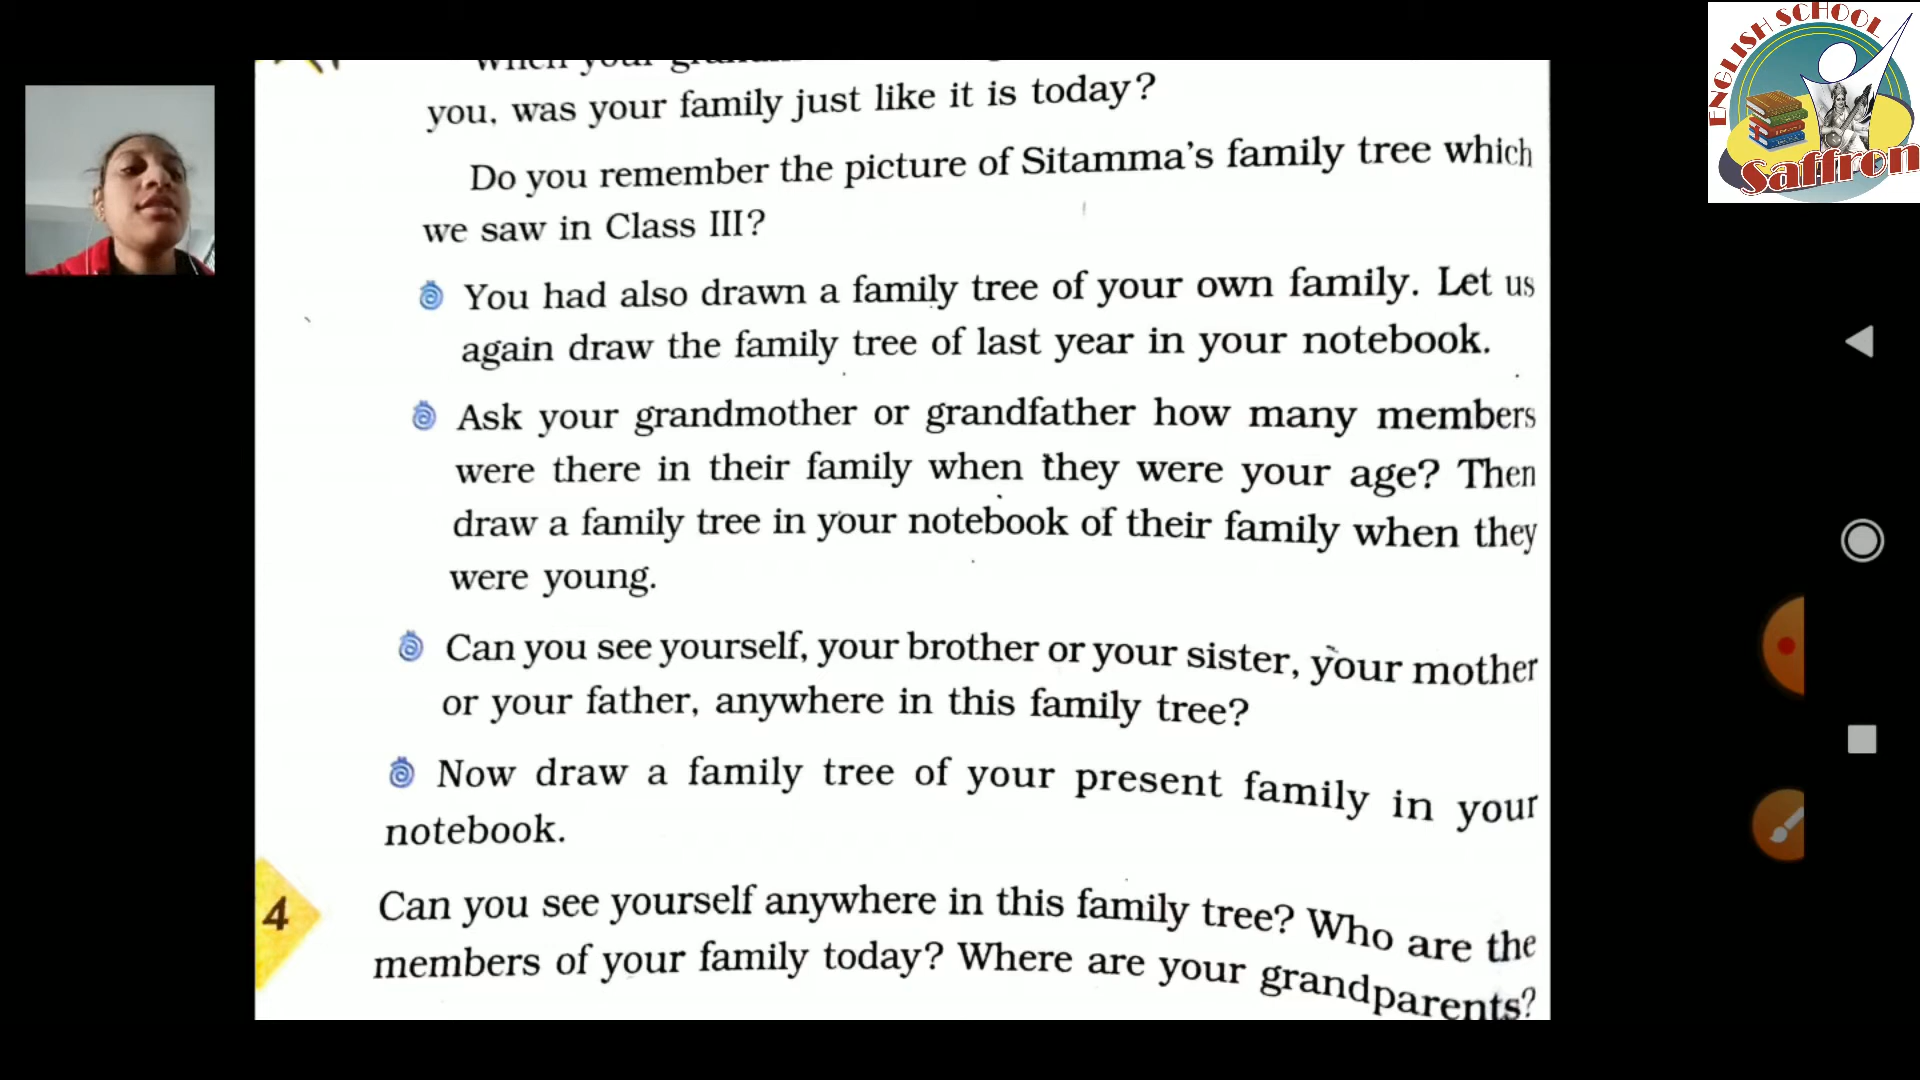 ENGLISH SCHOOL
Saffron
you, was your family just like it is today?
Do you remember the picture of Sitamma's family tree which
we saw in Class III?
You had also drawn a family tree of your own family. Let us
again draw the family tree of last year in your notebook.
Ask your grandmother or grandfather how many members
were there in their family when they were your age? Then
draw a family tree in your notebook of their family when they
were young.
Can you see yourself, your brother or your sister, your mother
or your father, anywhere in this family tree?
Now draw a family tree of your present family in your
notebook.
4
Can you see yourself anywhere in this family tree? Who are the
members of your family today? Where are your grandparents?